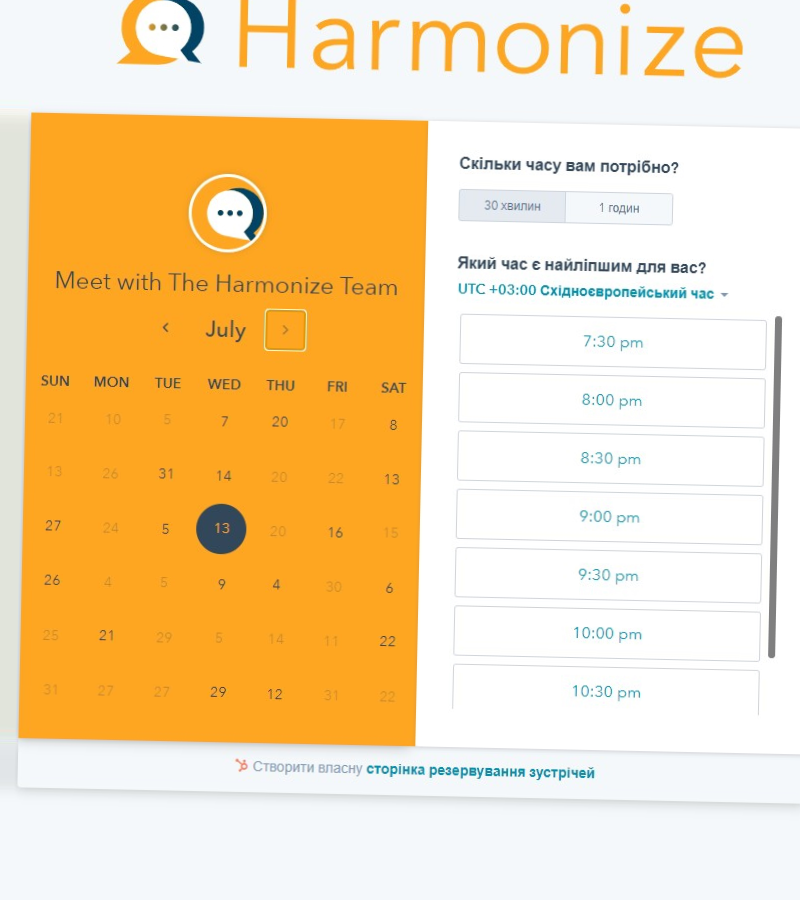 Harmonize
Meet with The Harmonize Team
July
SUN MON TUE WED THU FRI SAT
21 10 5 7 20 17 8
13 26 31 14 20 22 13
27 24 5 13 20 16 15
26 4 5 9 4 30 6
25 21 29 5 14 11 22
31 27 27 29 12 31 22
Скільки часу вам потрібно?
30 хвилин 1 годин
Який час є найліпшим для вас?
UTC +03:00 Східноєвропейський час
7:30 pm
8:00 pm
8:30 pm
9:00 pm
9:30 pm
10:00 pm
10:30 pm
Створити власну сторінка резервування зустрічей